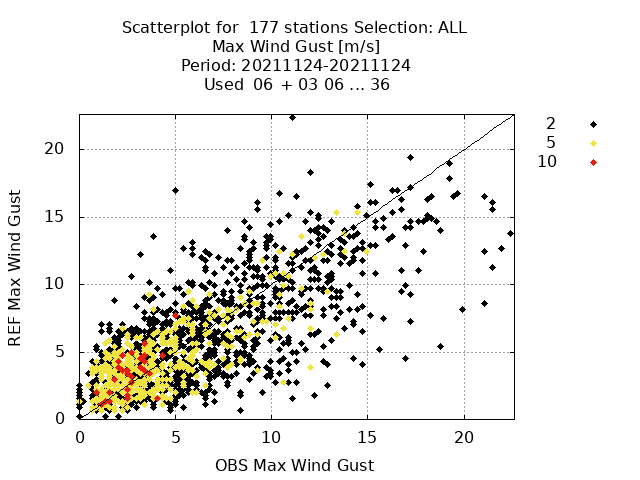 Scatterplot for  177 stations Selection: ALL
Max Wind Gust [m/s]
Period: 20211124-20211124
Used  06 + 03 06 ... 36
2
5
10
REF Max Wind Gust
20
15
10
5
0
0 5 10 15 20
OBS Max Wind Gust